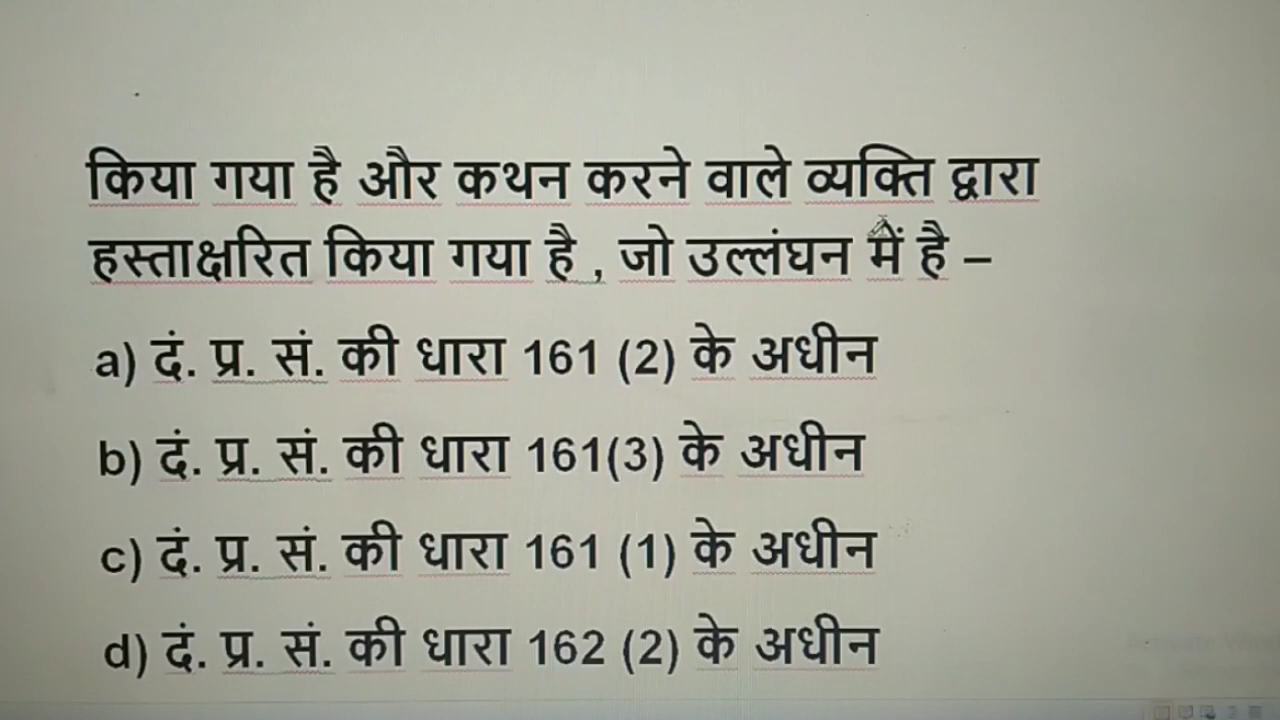 किया गया है और कथन करने वाले व्यक्ति द्वारा
हस्ताक्षरित किया गया है , जो उल्लंघन में है –
a) दं. प्र. सं. की धारा 161 (2) के अधीन
b) दं. प्र. सं. की धारा 161(3) के अधीन
c) दं. प्र. सं. की धारा 161 (1) के अधीन
d) दं. प्र. सं. की धारा 162 (2) के अधीन